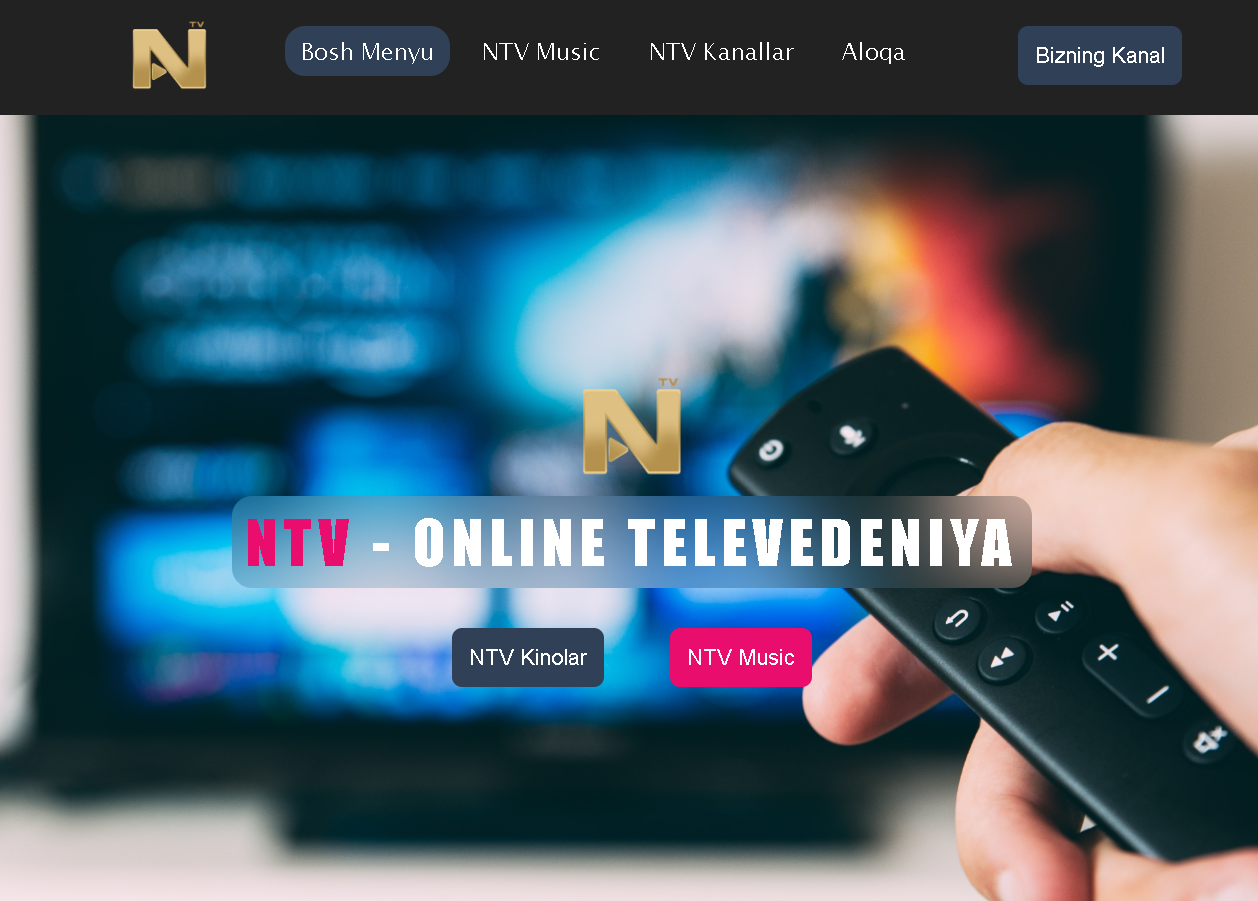 N TV
Bosh Menyu
NTV Music
NTV Kanallar
Aloqa
Bizning Kanal
N TV
NTV - ONLINE TELEVEDENIYA
NTV Kinolar
NTV Music